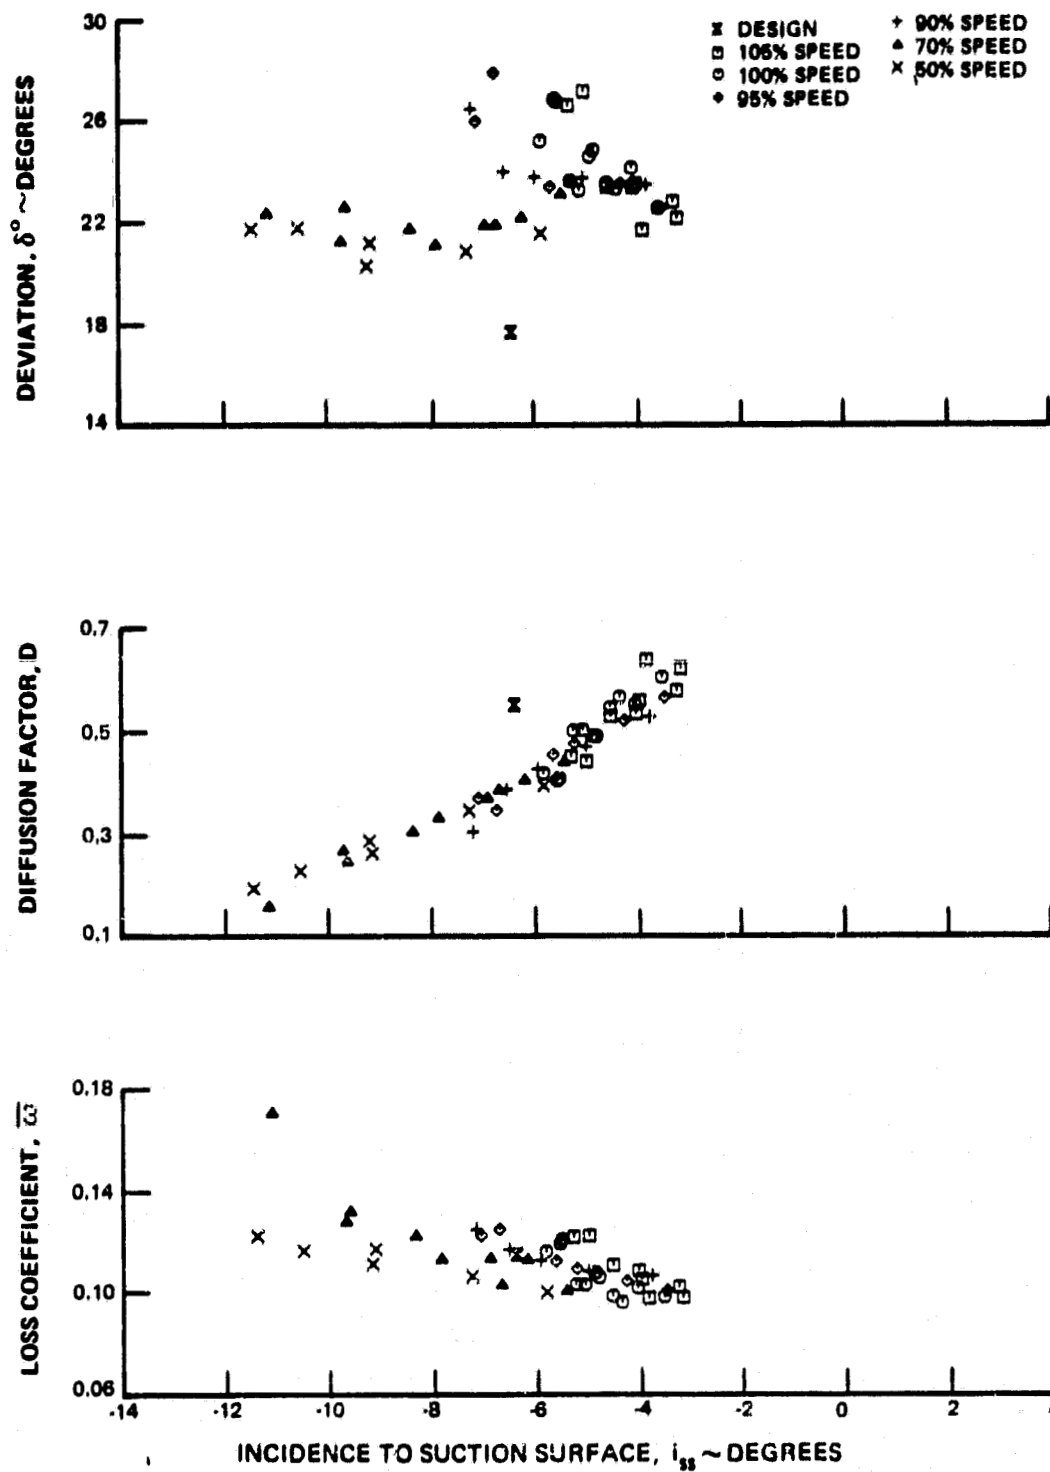 DESIGN
105% SPEED
100% SPEED
95% SPEED
90% SPEED
70% SPEED
50% SPEED
DEVIATION, δ° ~DEGREES
30
26
22
18
14
DIFFUSION FACTOR, D
0.7
0.5
0.3
0.1
LOSS COEFFICIENT, ω̅
0.18
0.14
0.10
0.06
-14 -12 -10 -8 -6 -4 -2 0 2 4
INCIDENCE TO SUCTION SURFACE, iss ~ DEGREES